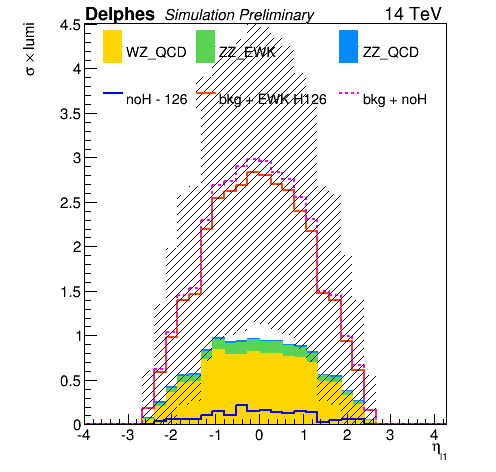 Delphes Simulation Preliminary 14 TeV
σ × lumi
WZ_QCD ZZ_EWK ZZ_QCD
noH - 126 bkg + EWK H126 bkg + noH
4.5
4
3.5
3
2.5
2
1.5
1
0.5
0
-4 -3 -2 -1 0 1 2 3 4
η_j1